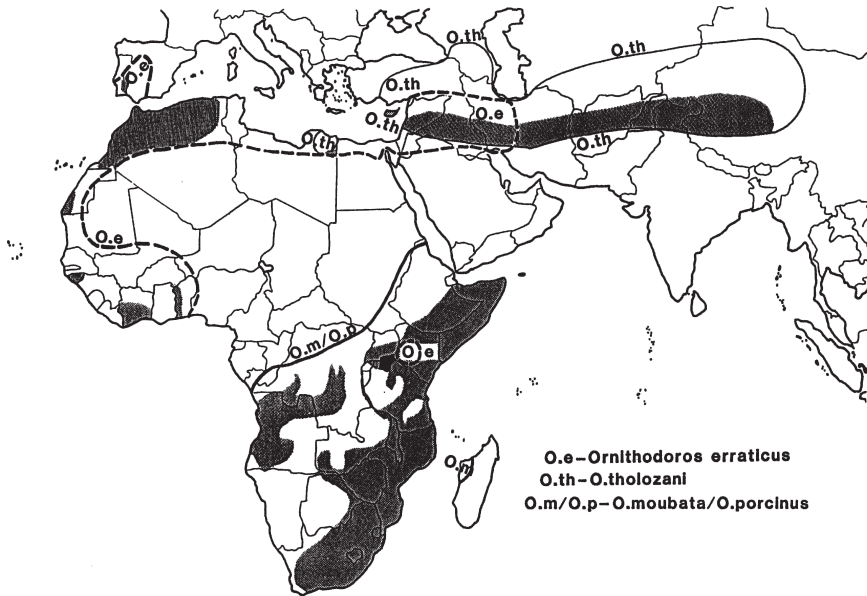 O.th
O.e
O.th
O.e
O.th
O.th
O.th
O.e
O.m/O.p
O e
O.m
O.e-Ornithodoros erraticus
O.th-O.tholozani
O.m/O.p-O.moubata/O.porcinus